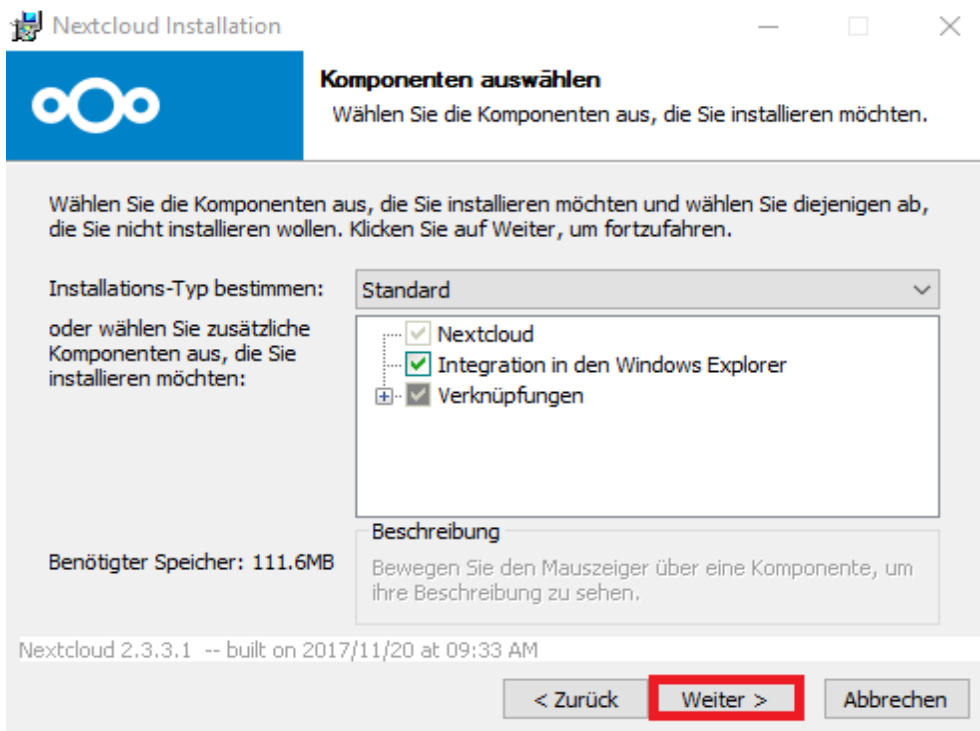 Nextcloud Installation
Komponenten auswählen
Wählen Sie die Komponenten aus, die Sie installieren möchten.
Wählen Sie die Komponenten aus, die Sie installieren möchten und wählen Sie diejenigen ab,
die Sie nicht installieren wollen. Klicken Sie auf Weiter, um fortzufahren.
Installations-Typ bestimmen:
Standard
oder wählen Sie zusätzliche
Komponenten aus, die Sie
installieren möchten:
Nextcloud
Integration in den Windows Explorer
Verknüpfungen
Benötigter Speicher: 111.6MB
Beschreibung
Bewegen Sie den Mauszeiger über eine Komponente, um
ihre Beschreibung zu sehen.
Nextcloud 2.3.3.1 -- built on 2017/11/20 at 09:33 AM
< Zurück
Weiter >
Abbrechen